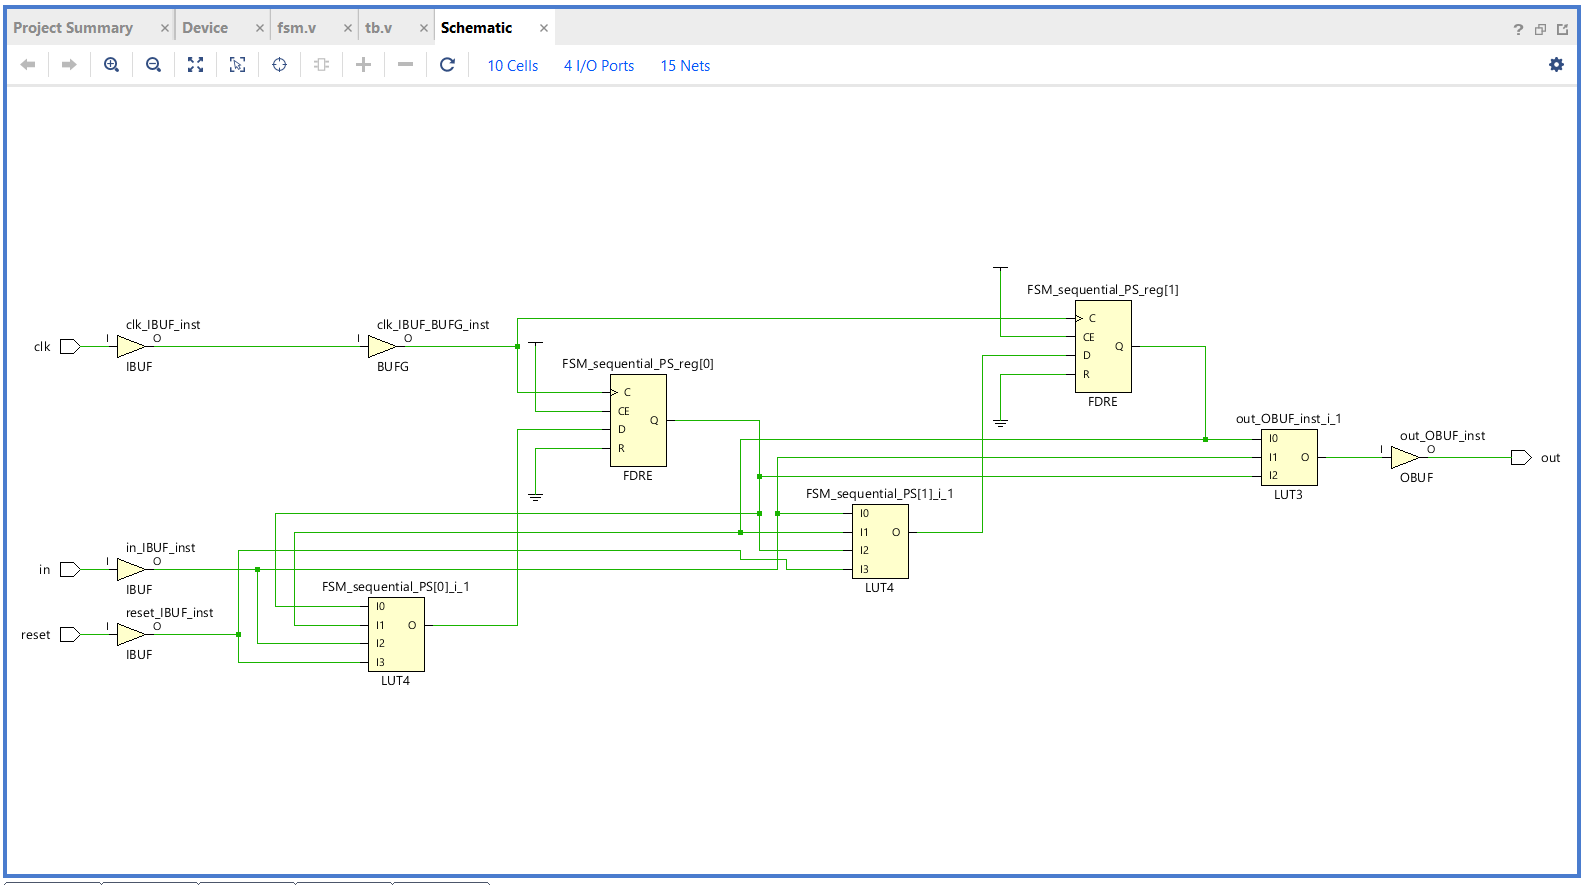 Project Summary × Device × fsm.v × tb.v × Schematic × ?
10 Cells 4 I/O Ports 15 Nets
FSM_sequential_PS_reg[1]
C
CE
D
R
Q
FDRE
clk
I
clk_IBUF_inst
O
IBUF
I
clk_IBUF_BUFG_inst
O
BUFG
FSM_sequential_PS_reg[0]
C
CE
D
R
Q
FDRE
out_OBUF_inst_i_1
I0
I1
I2
O
LUT3
I
out_OBUF_inst
O
OBUF
out
FSM_sequential_PS[1]_i_1
I0
I1
I2
I3
O
LUT4
in
I
in_IBUF_inst
O
IBUF
reset
I
reset_IBUF_inst
O
IBUF
FSM_sequential_PS[0]_i_1
I0
I1
I2
I3
O
LUT4